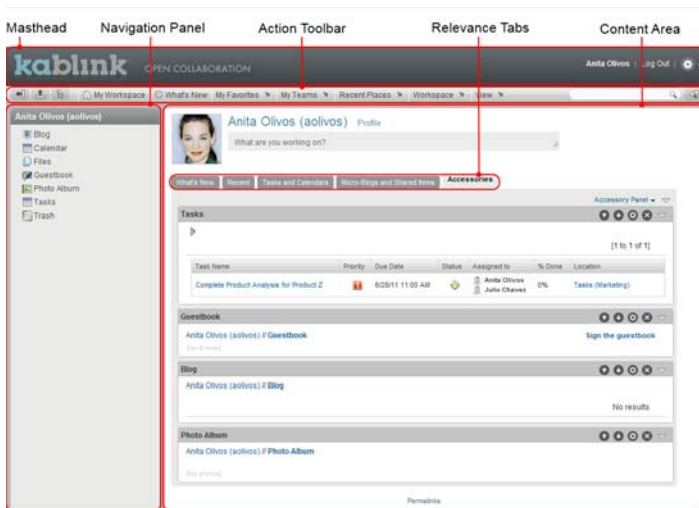 Masthead Navigation Panel Action Toolbar Relevance Tabs Content Area
kablink OPEN COLLABORATION Anita Olivos | Log Out
My Workspace What's New My Favorites My Teams Recent Places Workspace View
Anita Olivos (aolivos)
Blog
Calendar
Files
Guestbook
Photo Album
Tasks
Trash
Anita Olivos (aolivos) Profile
What are you working on?
What's New Recent Tasks and Calendars Micro-Blogs and Shared Items Accessories
Accessory Panel
Tasks
[1 to 1 of 1]
Task Name Priority Due Date Status Assigned to % Done Location
Complete Product Analysis for Product Z 6/28/11 11:00 AM Anita Olivos 0% Tasks (Marketing)
Julio Chavez
Guestbook
Anita Olivos (aolivos) // Guestbook Sign the guestbook
[No Entries]
Blog
Anita Olivos (aolivos) // Blog
No results
Photo Album
Anita Olivos (aolivos) // Photo Album
[No photos]
Permalinks